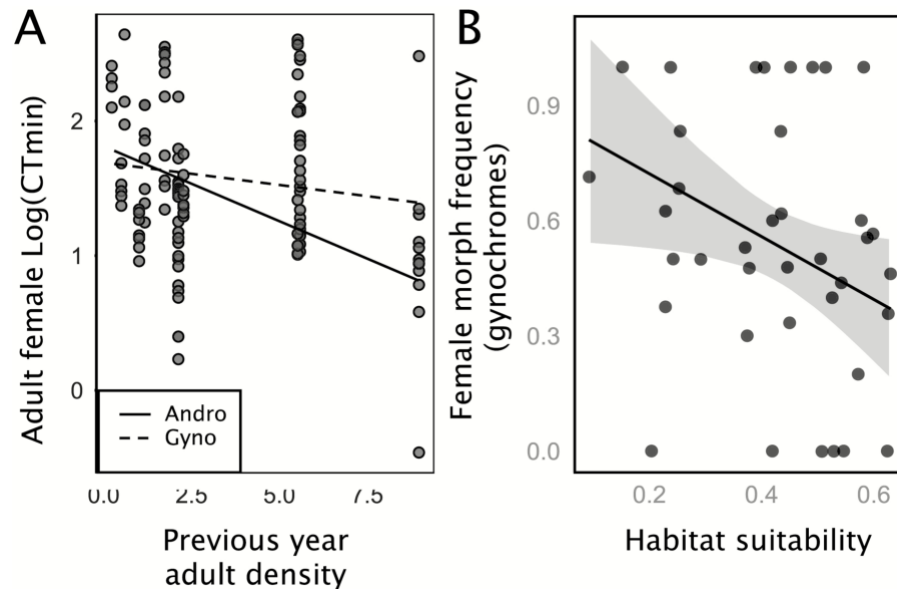 A
Adult female Log(CTmin)
2
1
0
Andro
Gyno
0.0 2.5 5.0 7.5
Previous year
adult density
B
Female morph frequency
(gynochromes)
0.9
0.6
0.3
0.0
0.2 0.4 0.6
Habitat suitability